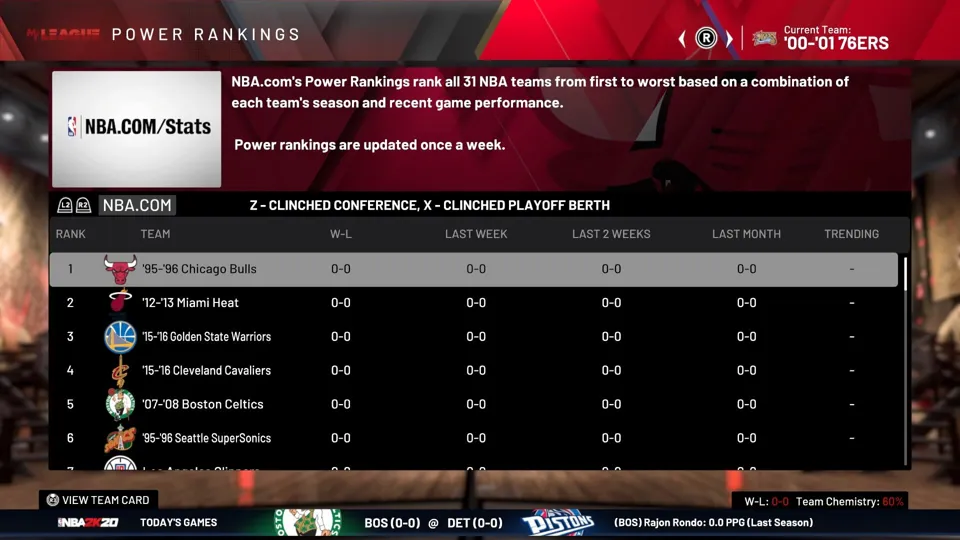 MyLEAGUE POWER RANKINGS
R
Current Team:
'00-'01 76ERS
NBA.com's Power Rankings rank all 31 NBA teams from first to worst based on a combination of
each team's season and recent game performance.
NBA.COM/Stats
Power rankings are updated once a week.
L2 R2 NBA.COM Z - CLINCHED CONFERENCE, X - CLINCHED PLAYOFF BERTH
RANK TEAM W-L LAST WEEK LAST 2 WEEKS LAST MONTH TRENDING
1 '95-'96 Chicago Bulls 0-0 0-0 0-0 0-0 -
2 '12-'13 Miami Heat 0-0 0-0 0-0 0-0 -
3 '15-'16 Golden State Warriors 0-0 0-0 0-0 0-0 -
4 '15-'16 Cleveland Cavaliers 0-0 0-0 0-0 0-0 -
5 '07-'08 Boston Celtics 0-0 0-0 0-0 0-0 -
6 '95-'96 Seattle SuperSonics 0-0 0-0 0-0 0-0 -
VIEW TEAM CARD
W-L: 0-0 Team Chemistry: 60%
NBA2K20 TODAY'S GAMES BOS (0-0) @ DET (0-0) PISTONS (BOS) Rajon Rondo: 0.0 PPG (Last Season)